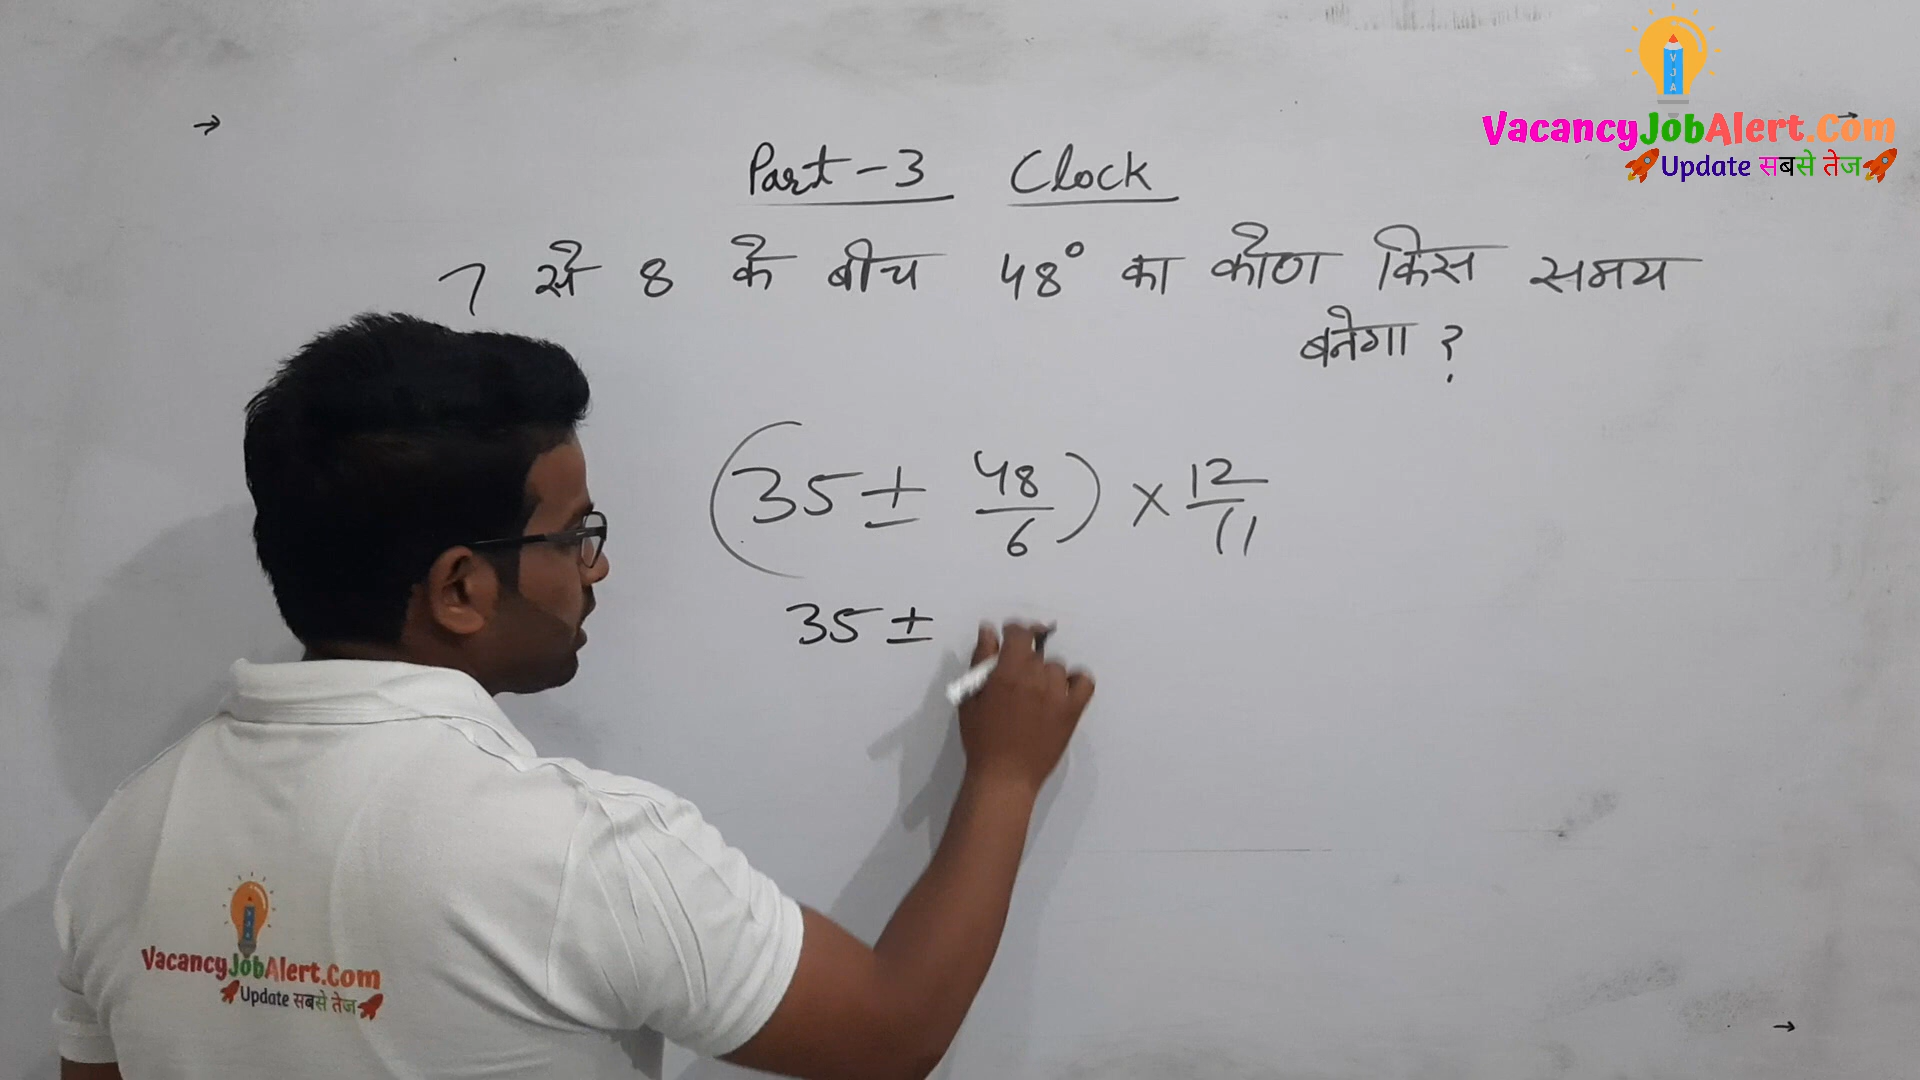 VJA
VacancyJobAlert.Com
Update सबसे तेज
Part-3 Clock
7 से 8 के बीच 48° का कोण किस समय
बनेगा ?
(35 ± 48/6) × 12/11
35 ±
VacancyJobAlert.Com
Update सबसे तेज